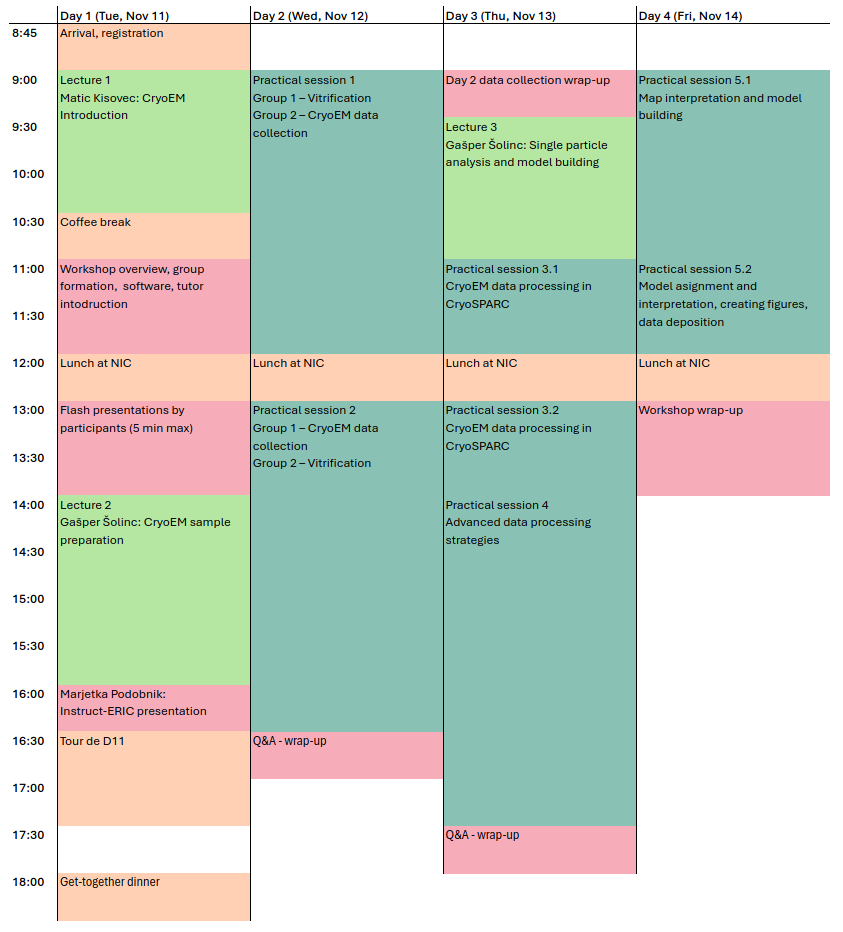 Day 1 (Tue, Nov 11) Day 2 (Wed, Nov 12) Day 3 (Thu, Nov 13) Day 4 (Fri, Nov 14)
8:45 Arrival, registration
9:00 Lecture 1 Practical session 1 Day 2 data collection wrap-up Practical session 5.1
Matic Kisovec: CryoEM Group 1 – Vitrification Map interpretation and model
Introduction Group 2 – CryoEM data building
9:30 collection Lecture 3
Gašper Šolinc: Single particle
analysis and model building
10:00
10:30 Coffee break
11:00 Workshop overview, group Practical session 3.1 Practical session 5.2
formation, software, tutor CryoEM data processing in Model asignment and
intodruction CryoSPARC interpretation, creating figures,
11:30 data deposition
12:00 Lunch at NIC Lunch at NIC Lunch at NIC Lunch at NIC
13:00 Flash presentations by Practical session 2 Practical session 3.2 Workshop wrap-up
participants (5 min max) Group 1 – CryoEM data CryoEM data processing in
collection CryoSPARC
13:30 Group 2 – Vitrification
14:00 Lecture 2 Practical session 4
Gašper Šolinc: CryoEM sample Advanced data processing
preparation strategies
14:30
15:00
15:30
16:00 Marjetka Podobnik:
Instruct-ERIC presentation
16:30 Tour de D11 Q&A - wrap-up
17:00
17:30 Q&A - wrap-up
18:00 Get-together dinner